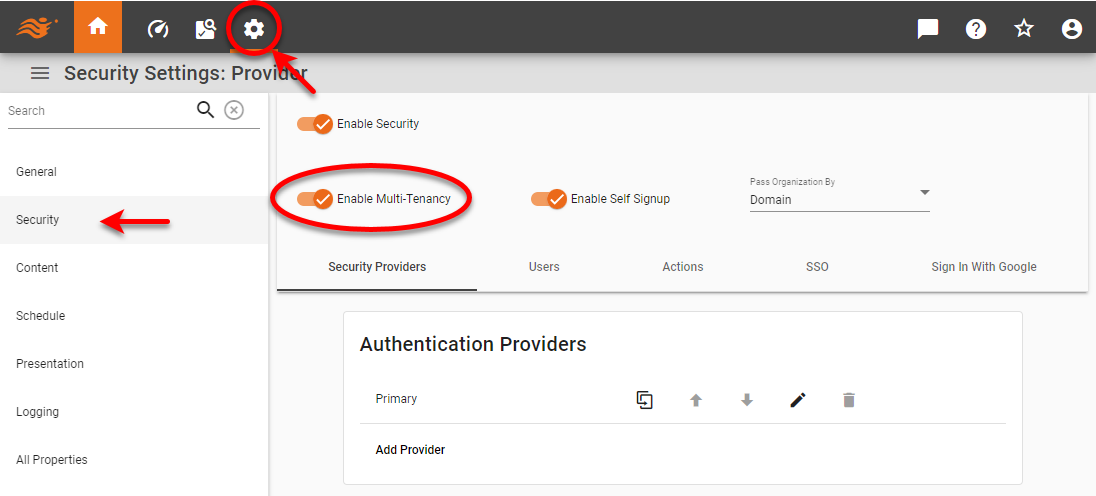 Security Settings: Provider
Search
General
Security
Content
Schedule
Presentation
Logging
All Properties
Enable Security
Enable Multi-Tenancy
Enable Self Signup
Pass Organization By
Domain
Security Providers
Users
Actions
SSO
Sign In With Google
Authentication Providers
Primary
Add Provider